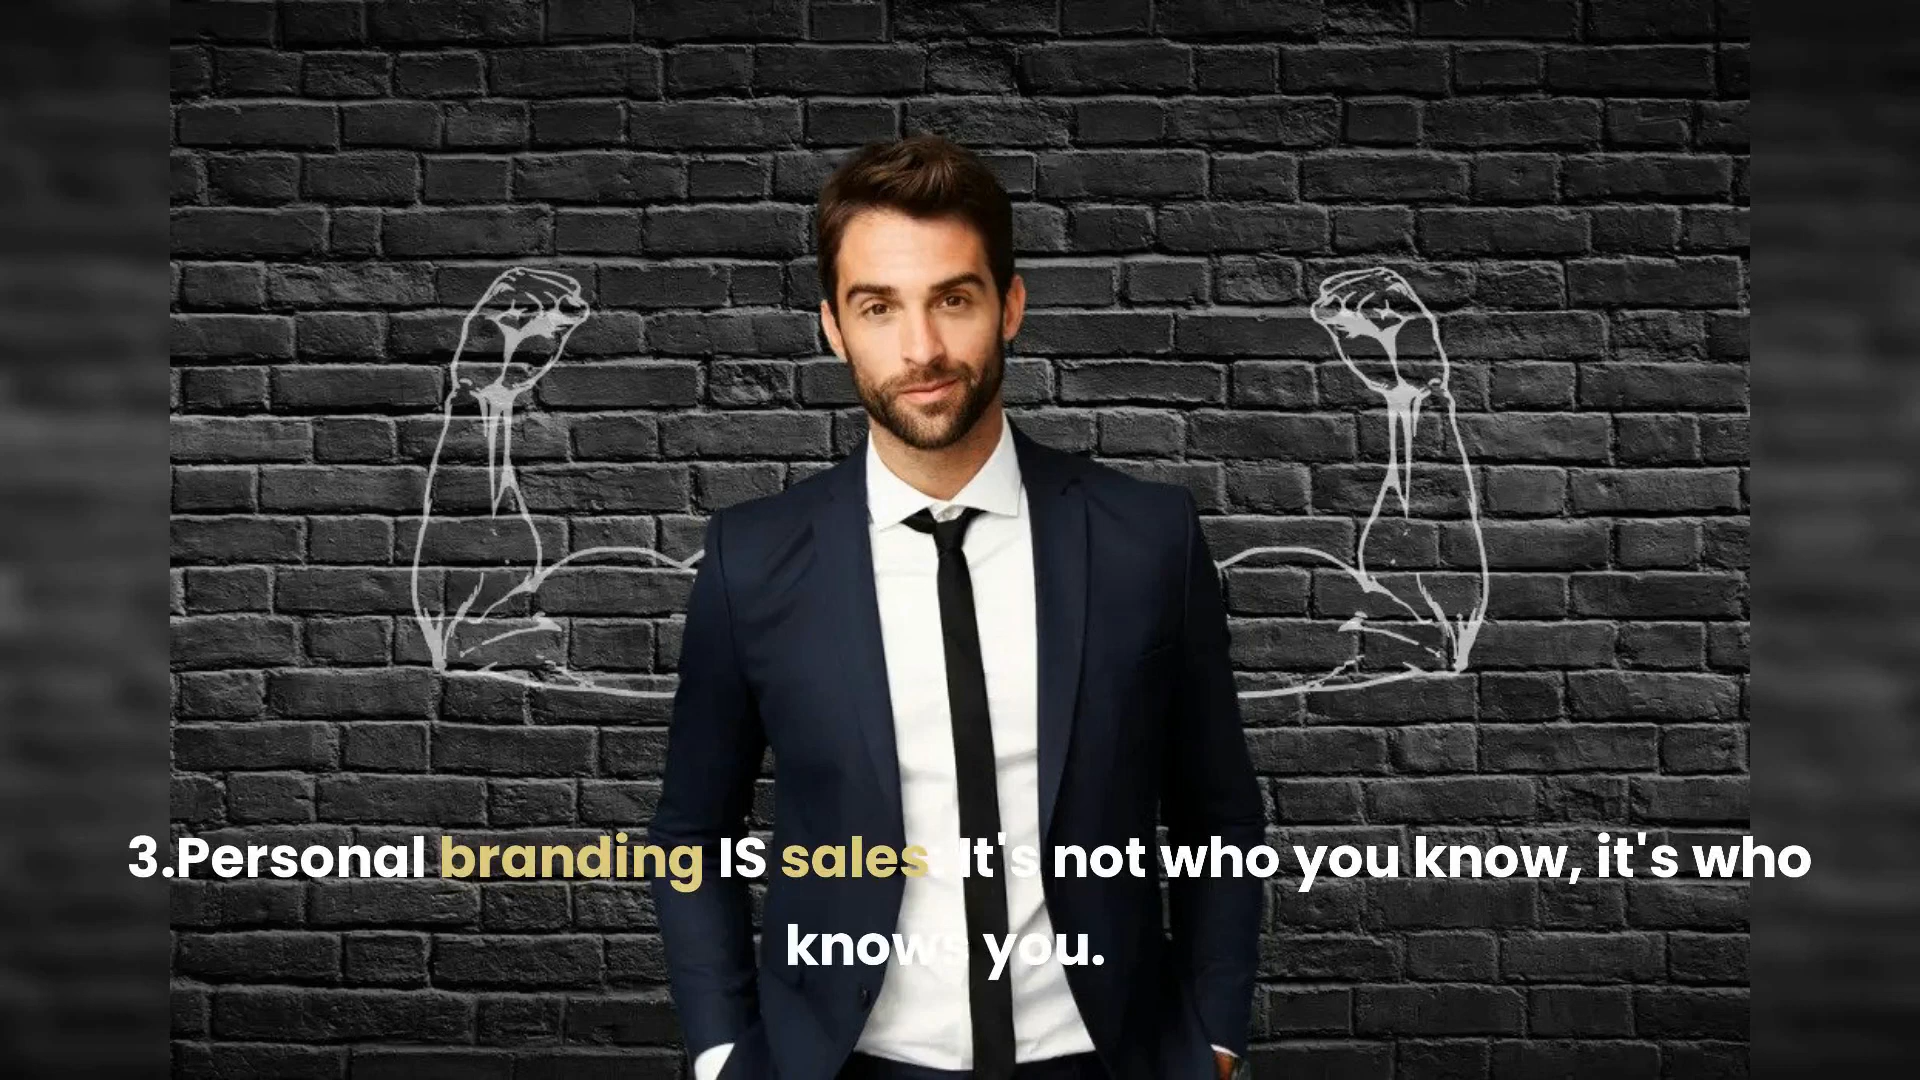 3.Personal branding IS sales. It's not who you know, it's who
knows you.